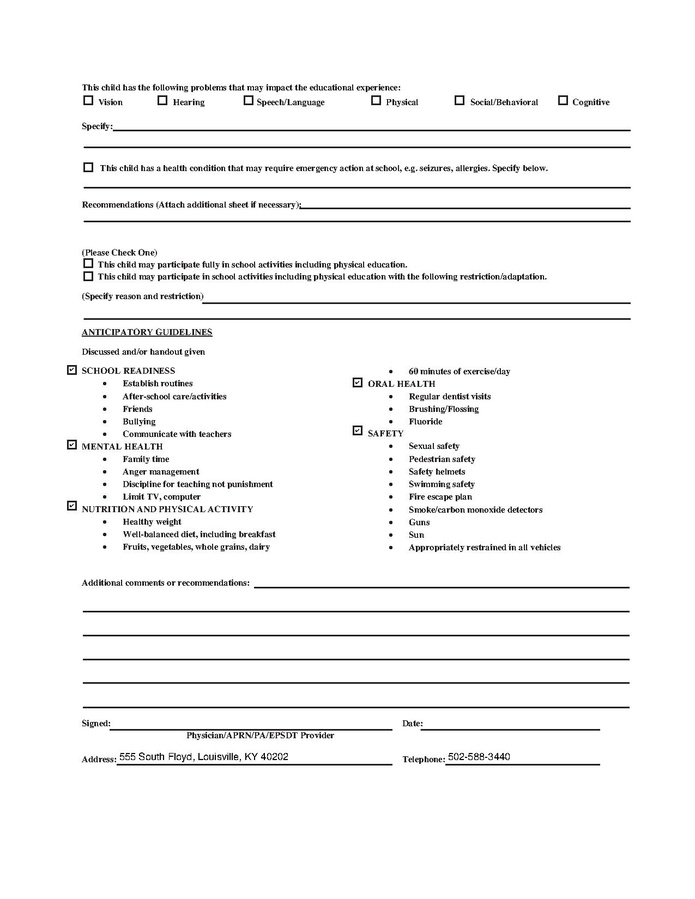 This child has the following problems that may impact the educational experience:
☐ Vision ☐ Hearing ☐ Speech/Language ☐ Physical ☐ Social/Behavioral ☐ Cognitive
Specify:
☐ This child has a health condition that may require emergency action at school, e.g. seizures, allergies. Specify below.
Recommendations (Attach additional sheet if necessary):
(Please Check One)
☐ This child may participate fully in school activities including physical education.
☐ This child may participate in school activities including physical education with the following restriction/adaptation.
(Specify reason and restriction)
ANTICIPATORY GUIDELINES
Discussed and/or handout given
☑ SCHOOL READINESS
• Establish routines
• After-school care/activities
• Friends
• Bullying
• Communicate with teachers
☑ MENTAL HEALTH
• Family time
• Anger management
• Discipline for teaching not punishment
• Limit TV, computer
☑ NUTRITION AND PHYSICAL ACTIVITY
• Healthy weight
• Well-balanced diet, including breakfast
• Fruits, vegetables, whole grains, dairy
• 60 minutes of exercise/day
☑ ORAL HEALTH
• Regular dentist visits
• Brushing/Flossing
• Fluoride
☑ SAFETY
• Sexual safety
• Pedestrian safety
• Safety helmets
• Swimming safety
• Fire escape plan
• Smoke/carbon monoxide detectors
• Guns
• Sun
• Appropriately restrained in all vehicles
Additional comments or recommendations:
Signed: Date:
Physician/APRN/PA/EPSDT Provider
Address: 555 South Floyd, Louisville, KY 40202 Telephone: 502-588-3440